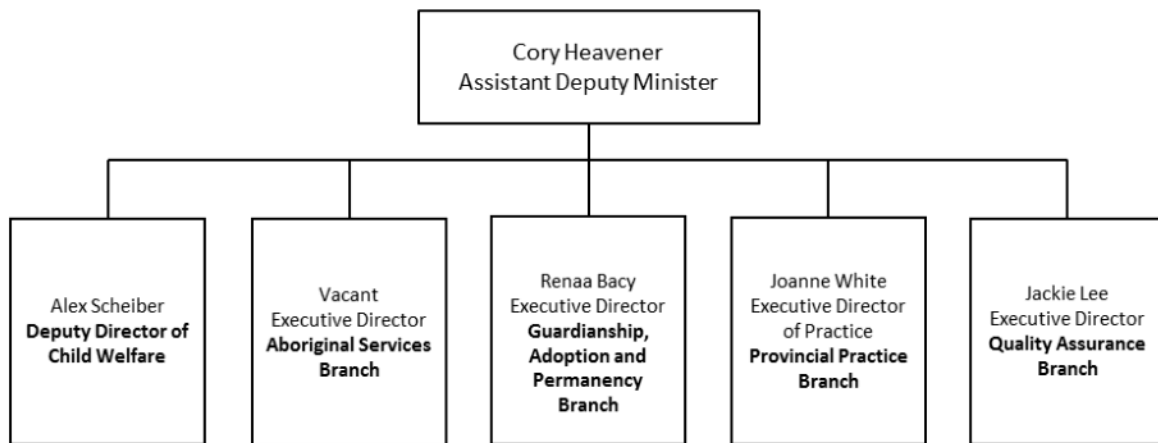 Cory Heavener
Assistant Deputy Minister
Alex Scheiber
Deputy Director of
Child Welfare
Vacant
Executive Director
Aboriginal Services
Branch
Renaa Bacy
Executive Director
Guardianship,
Adoption and
Permanency
Branch
Joanne White
Executive Director
of Practice
Provincial Practice
Branch
Jackie Lee
Executive Director
Quality Assurance
Branch